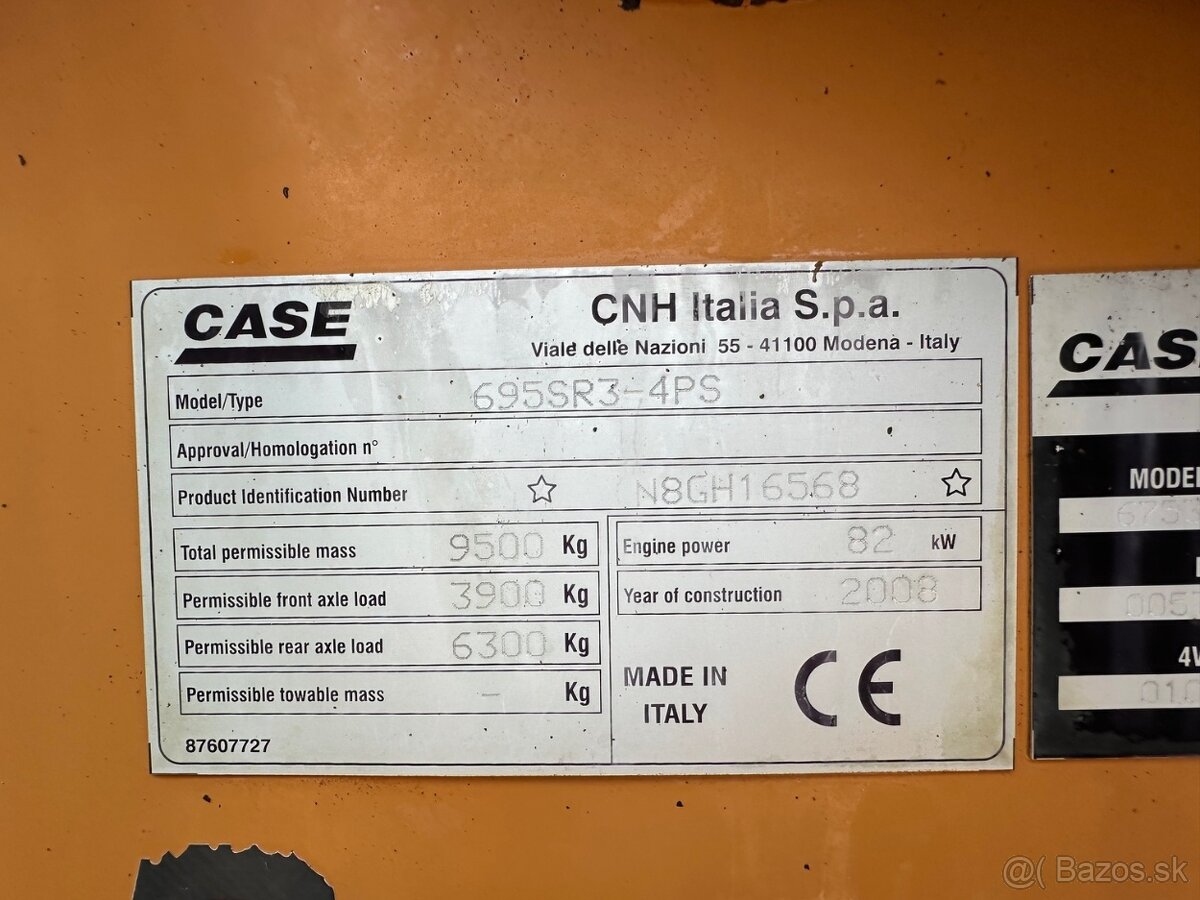 CASE
CNH Italia S.p.a.
Viale delle Nazioni 55 - 41100 Modena - Italy
Model/Type 695SR3-4PS
Approval/Homologation n°
Product Identification Number ☆ N8GH16568 ☆
Total permissible mass 9500 Kg
Permissible front axle load 3900 Kg
Permissible rear axle load 6300 Kg
Permissible towable mass - Kg
87607727
Engine power 82 kW
Year of construction 2008
MADE IN
ITALY
CE
CAS
MODEL
4W
@( Bazos.sk